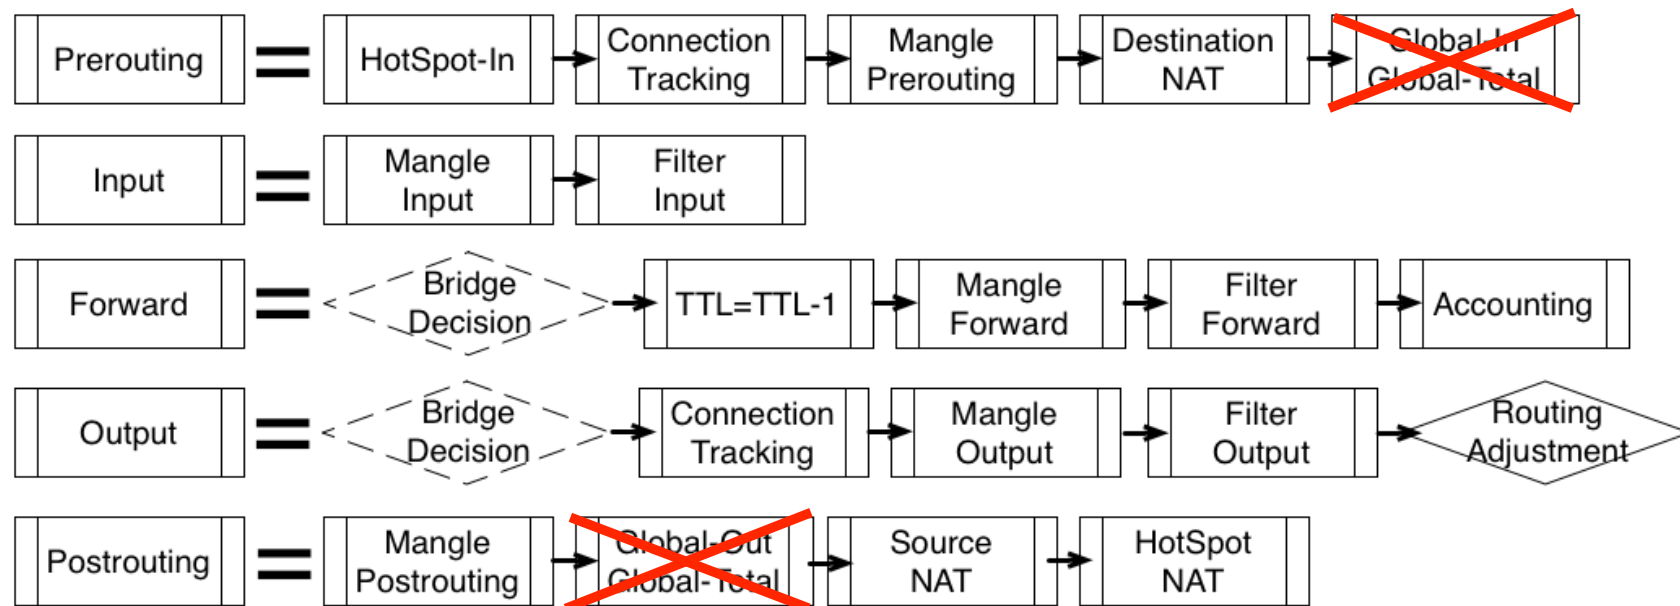 Prerouting
HotSpot-In
Connection
Tracking
Mangle
Prerouting
Destination
NAT
Global-In
Global-Total
Input
Mangle
Input
Filter
Input
Forward
Bridge
Decision
TTL=TTL-1
Mangle
Forward
Filter
Forward
Accounting
Output
Bridge
Decision
Connection
Tracking
Mangle
Output
Filter
Output
Routing
Adjustment
Postrouting
Mangle
Postrouting
Global-Out
Global-Total
Source
NAT
HotSpot
NAT